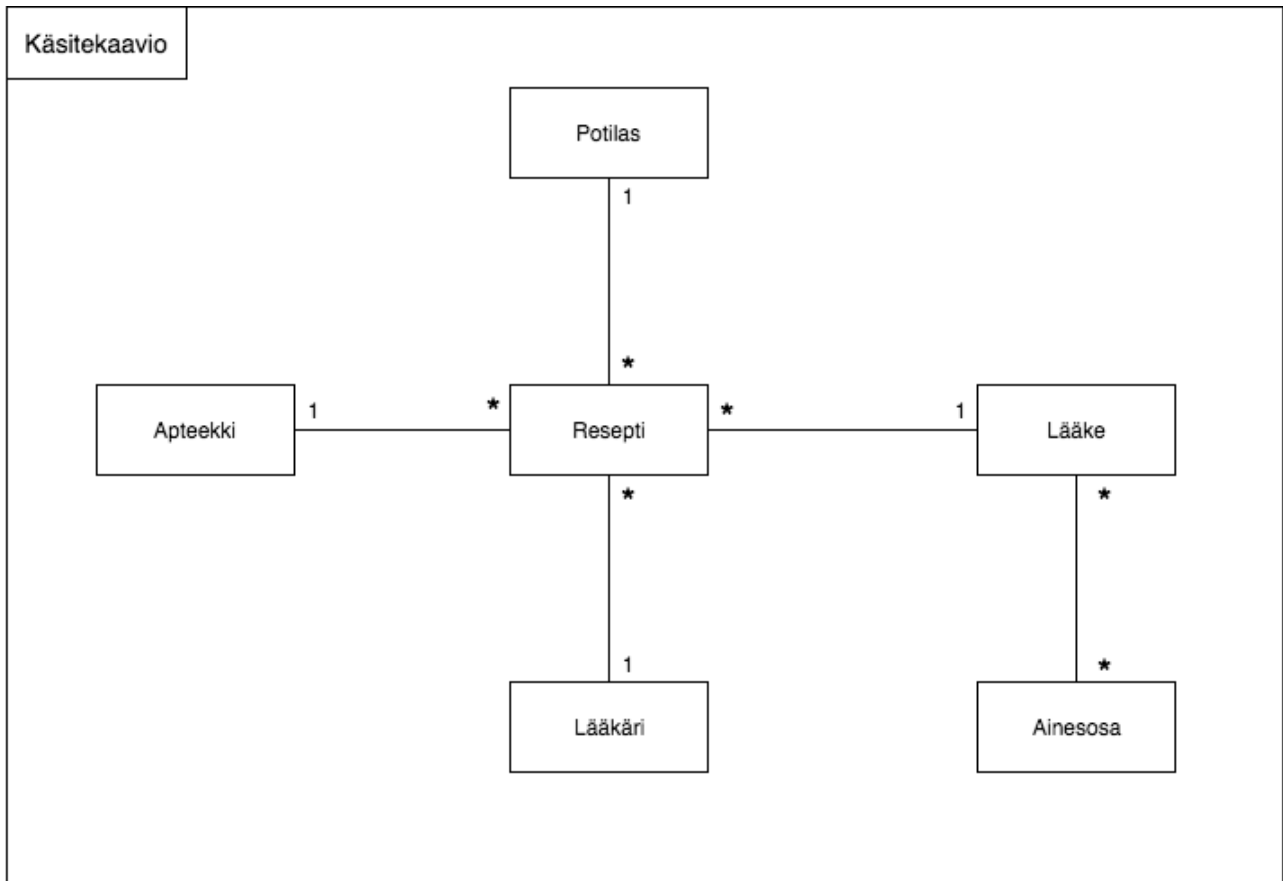 Käsitekaavio
Potilas
1
*
Apteekki
1
*
Resepti
*
1
Lääke
*
*
1
*
Lääkäri
Ainesosa